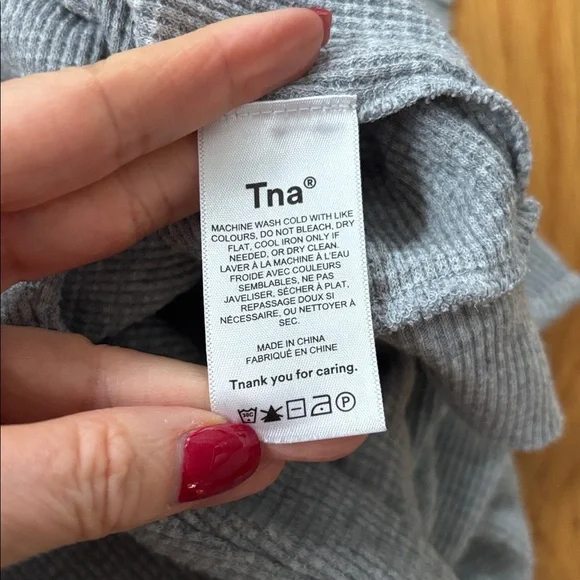 Tna®
MACHINE WASH COLD WITH LIKE
COLOURS, DO NOT BLEACH, DRY
FLAT, COOL IRON ONLY IF
NEEDED, OR DRY CLEAN.
LAVER À LA MACHINE À L'EAU
FROIDE AVEC COULEURS
SEMBLABLES, NE PAS
JAVELISER, SÉCHER À PLAT,
REPASSAGE DOUX SI
NÉCESSAIRE, OU NETTOYER À
SEC.
MADE IN CHINA
FABRIQUÉ EN CHINE
Tnank you for caring.
30C P